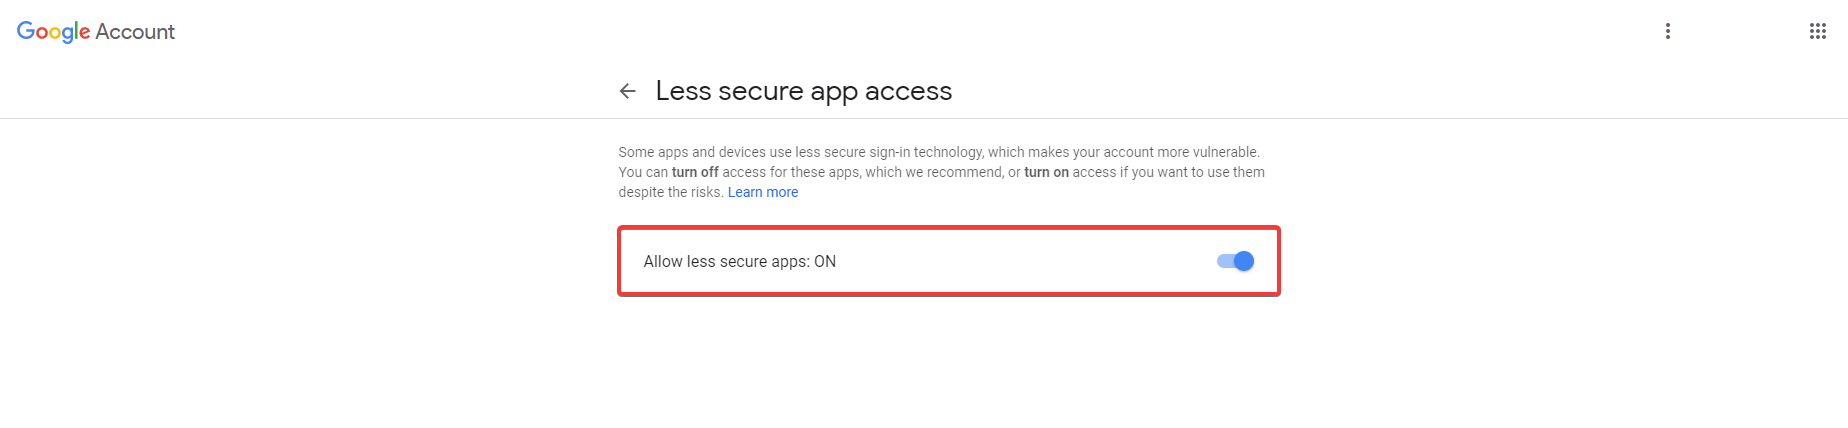 Google Account
Less secure app access
Some apps and devices use less secure sign-in technology, which makes your account more vulnerable.
You can turn off access for these apps, which we recommend, or turn on access if you want to use them
despite the risks. Learn more
Allow less secure apps: ON